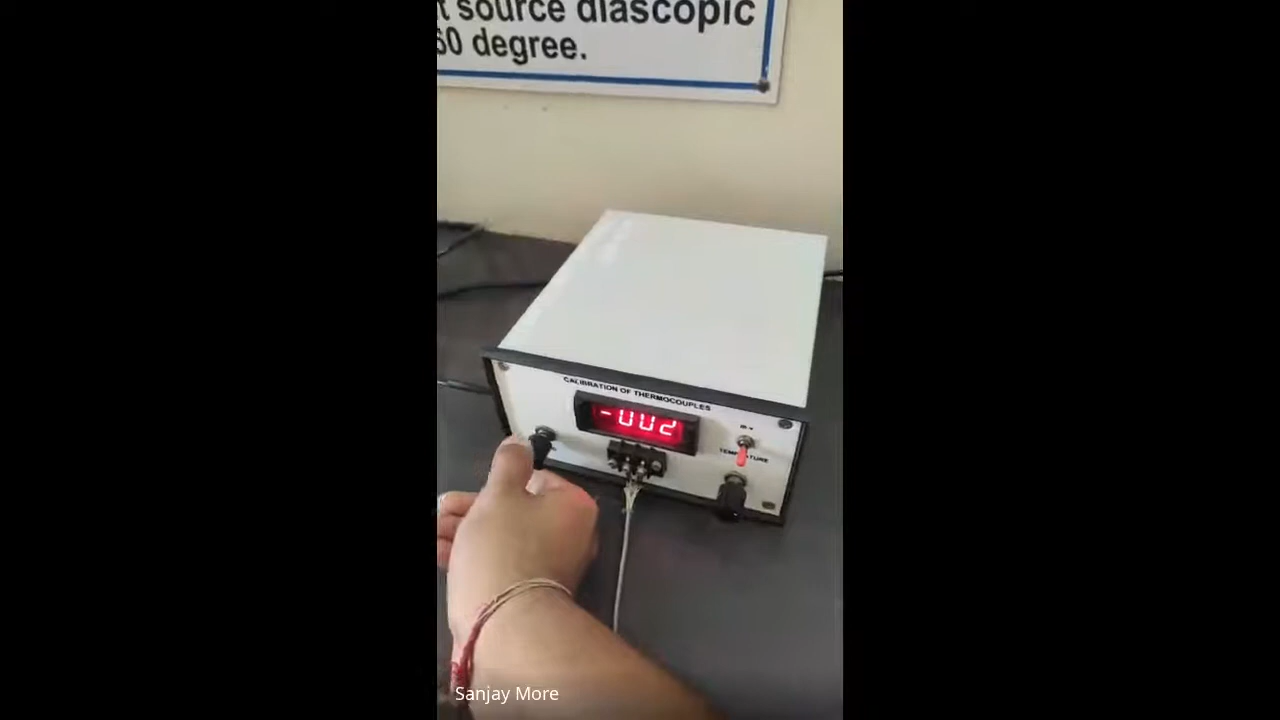 t source diascopic
60 degree.
CALIBRATION OF THERMOCOUPLES
-002
Sanjay More